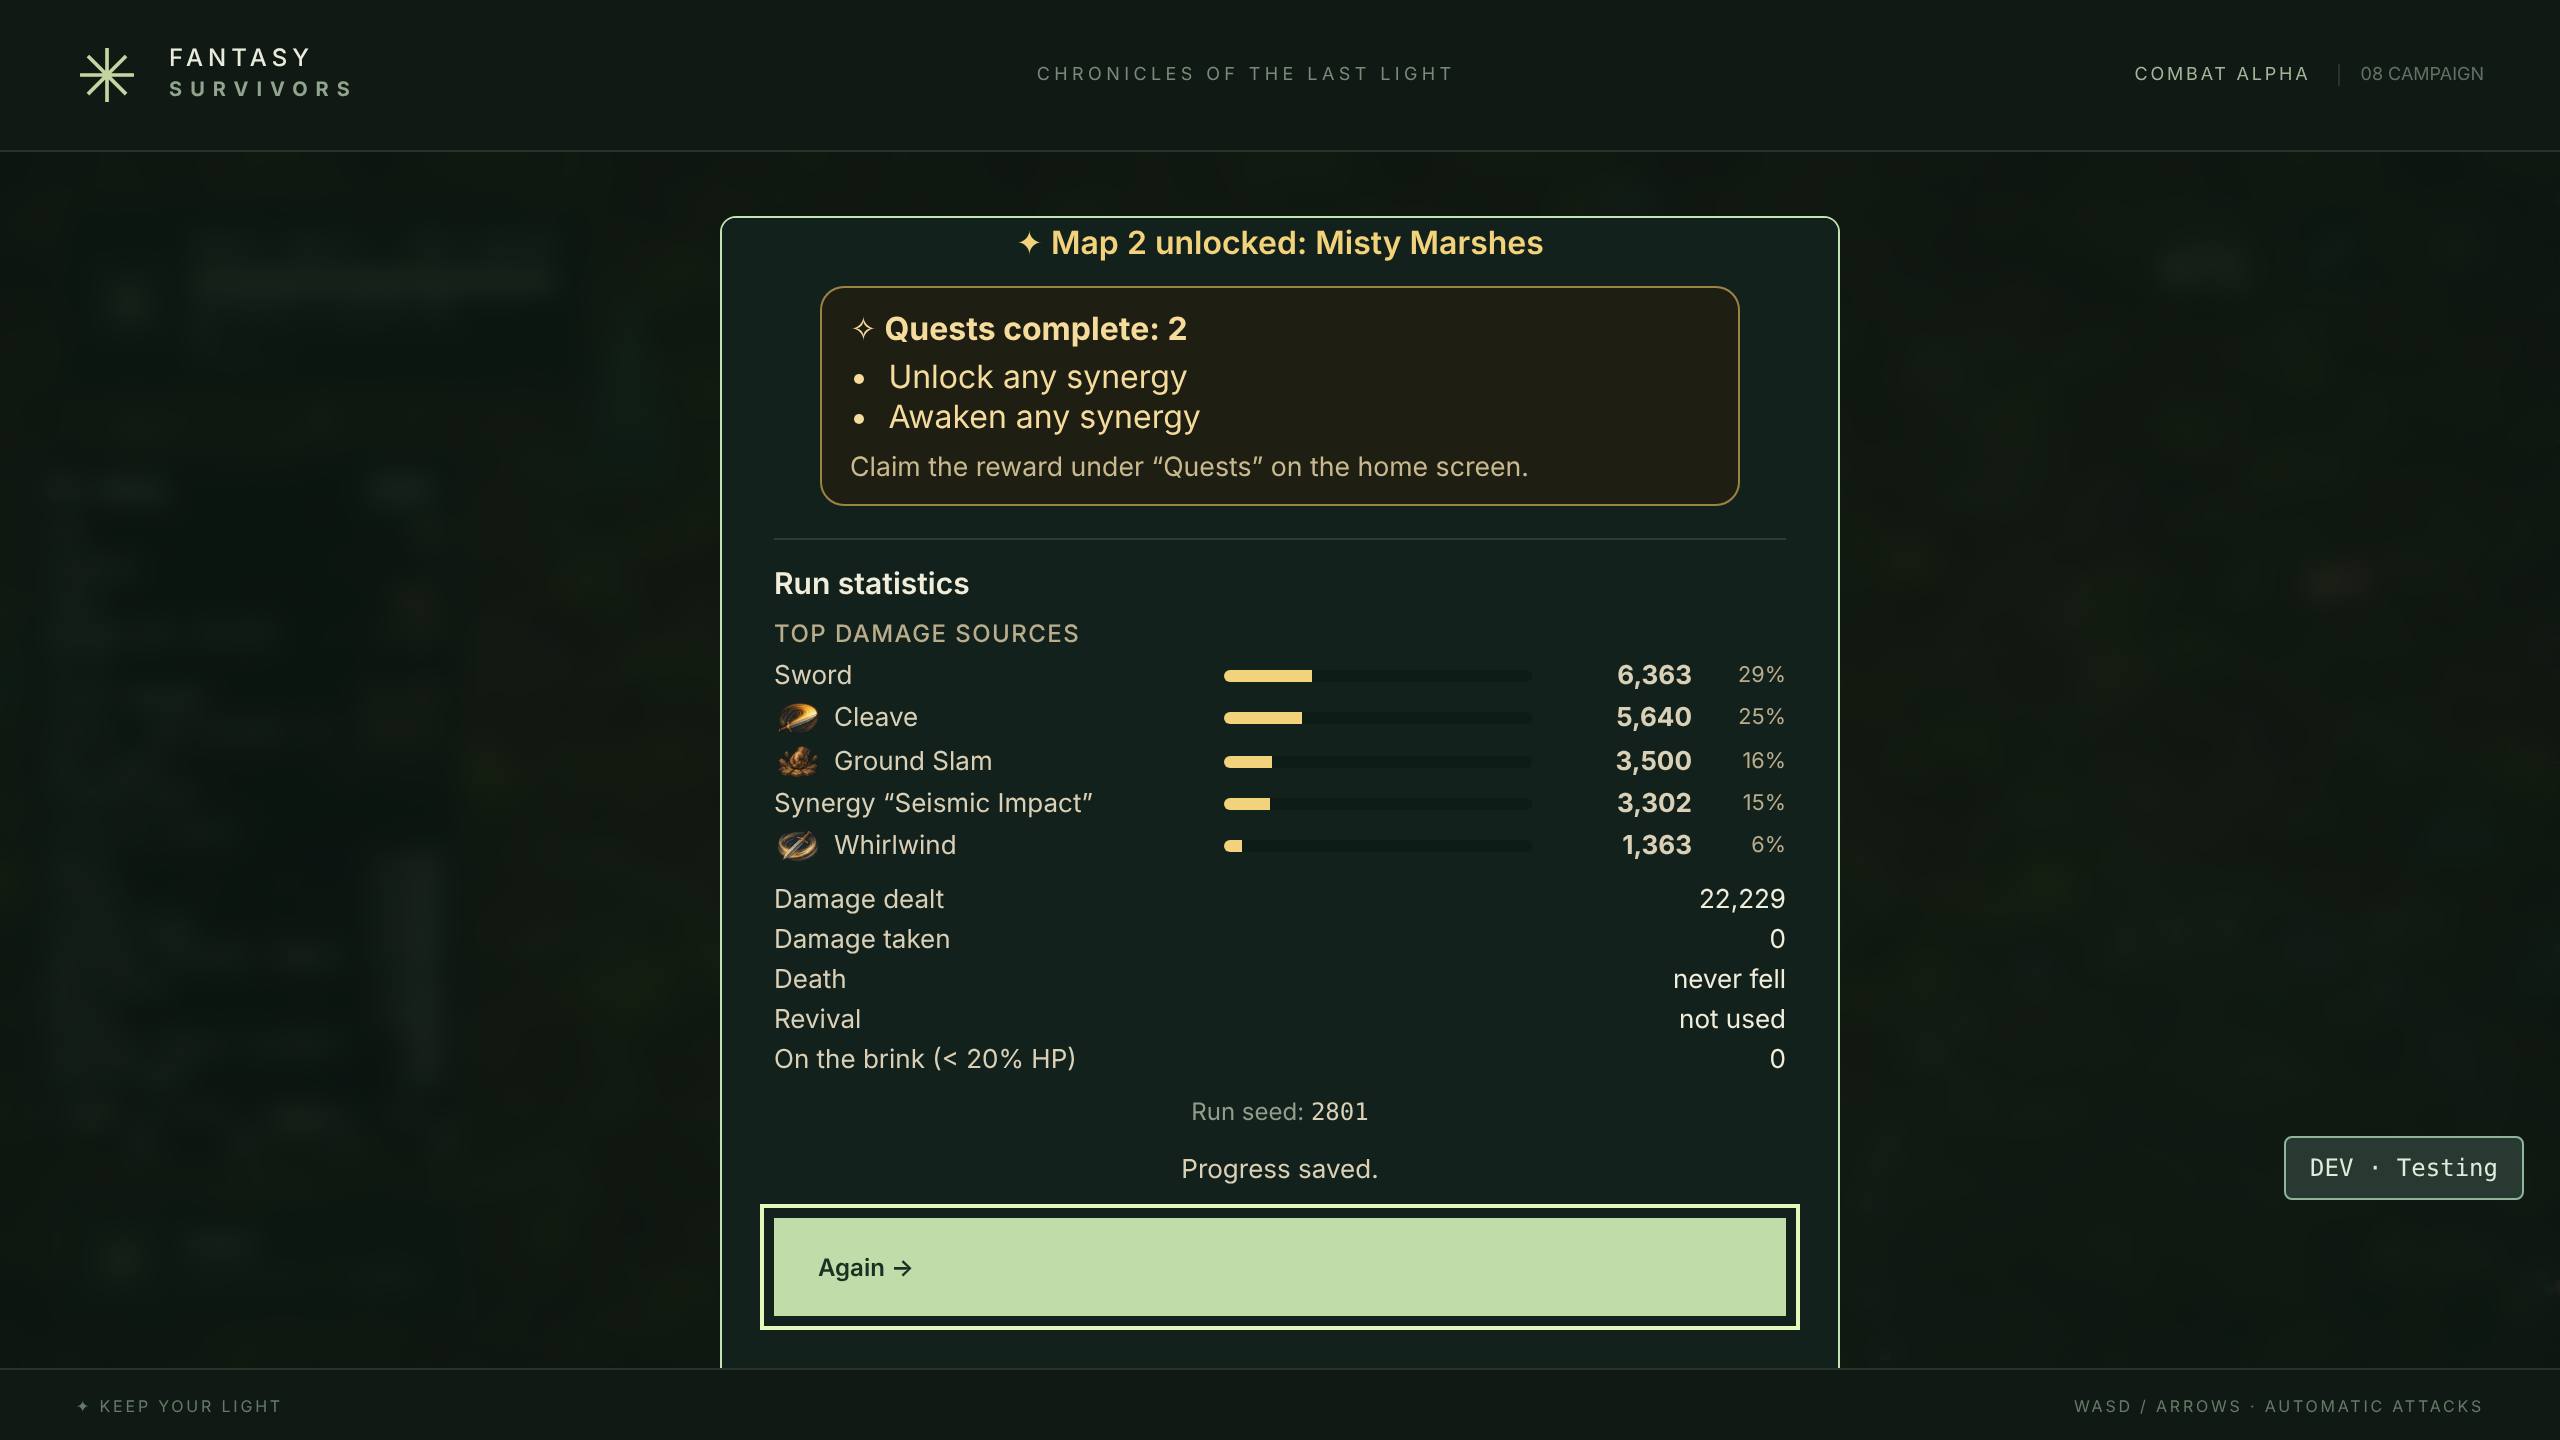 FANTASY
SURVIVORS
CHRONICLES OF THE LAST LIGHT
COMBAT ALPHA
08 CAMPAIGN
✦ Map 2 unlocked: Misty Marshes
✧ Quests complete: 2
• Unlock any synergy
• Awaken any synergy
Claim the reward under “Quests” on the home screen.
Run statistics
TOP DAMAGE SOURCES
Sword 6,363 29%
Cleave 5,640 25%
Ground Slam 3,500 16%
Synergy “Seismic Impact” 3,302 15%
Whirlwind 1,363 6%
Damage dealt 22,229
Damage taken 0
Death never fell
Revival not used
On the brink (< 20% HP) 0
Run seed: 2801
Progress saved.
DEV · Testing
Again →
✦ KEEP YOUR LIGHT
WASD / ARROWS · AUTOMATIC ATTACKS